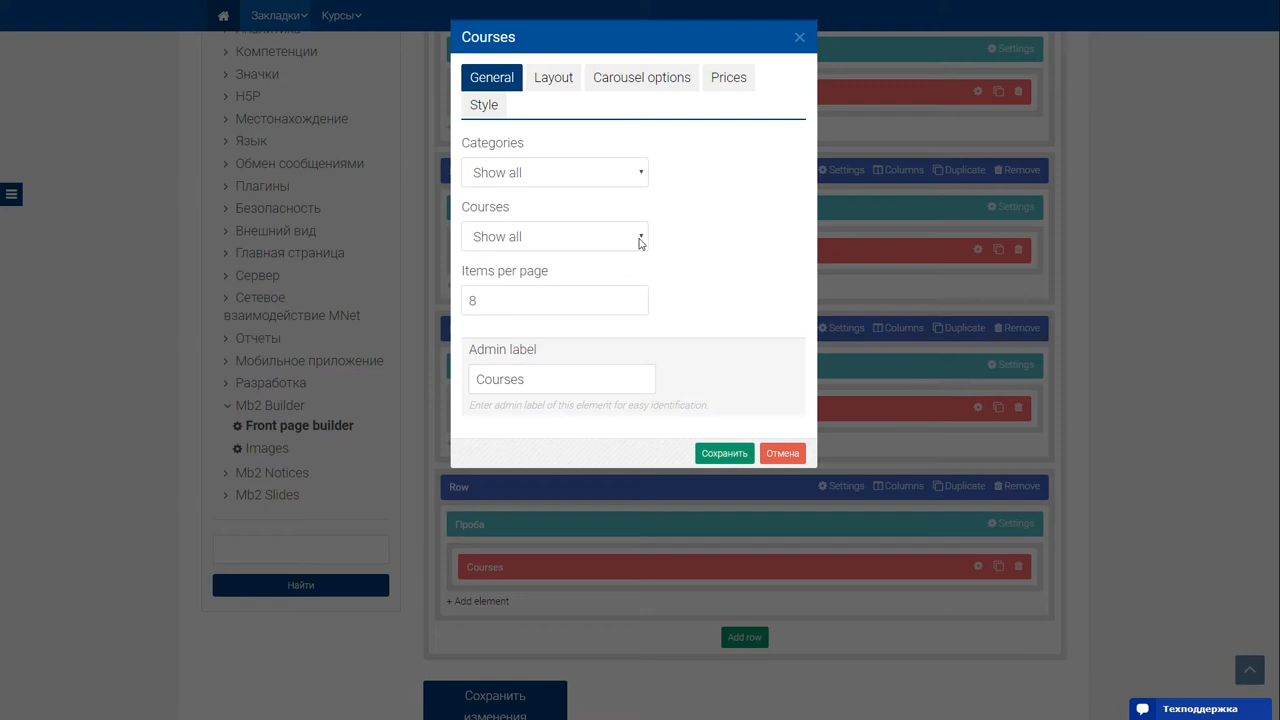 Закладки
Курсы
Courses
General
Layout
Carousel options
Prices
Style
Categories
Show all
Courses
Show all
Items per page
8
Admin label
Courses
Enter admin label of this element for easy identification.
Сохранить
Отмена
Аналитика
Компетенции
Значки
H5P
Местонахождение
Язык
Обмен сообщениями
Плагины
Безопасность
Внешний вид
Главная страница
Сервер
Сетевое
взаимодействие MNet
Отчеты
Мобильное приложение
Разработка
Mb2 Builder
Front page builder
Images
Mb2 Notices
Mb2 Slides
Найти
Settings
Settings Columns Duplicate Remove
Settings
Settings Columns Duplicate Remove
Settings
Row Settings Columns Duplicate Remove
Проба Settings
Courses
+ Add element
Add row
Сохранить
изменения
Техподдержка